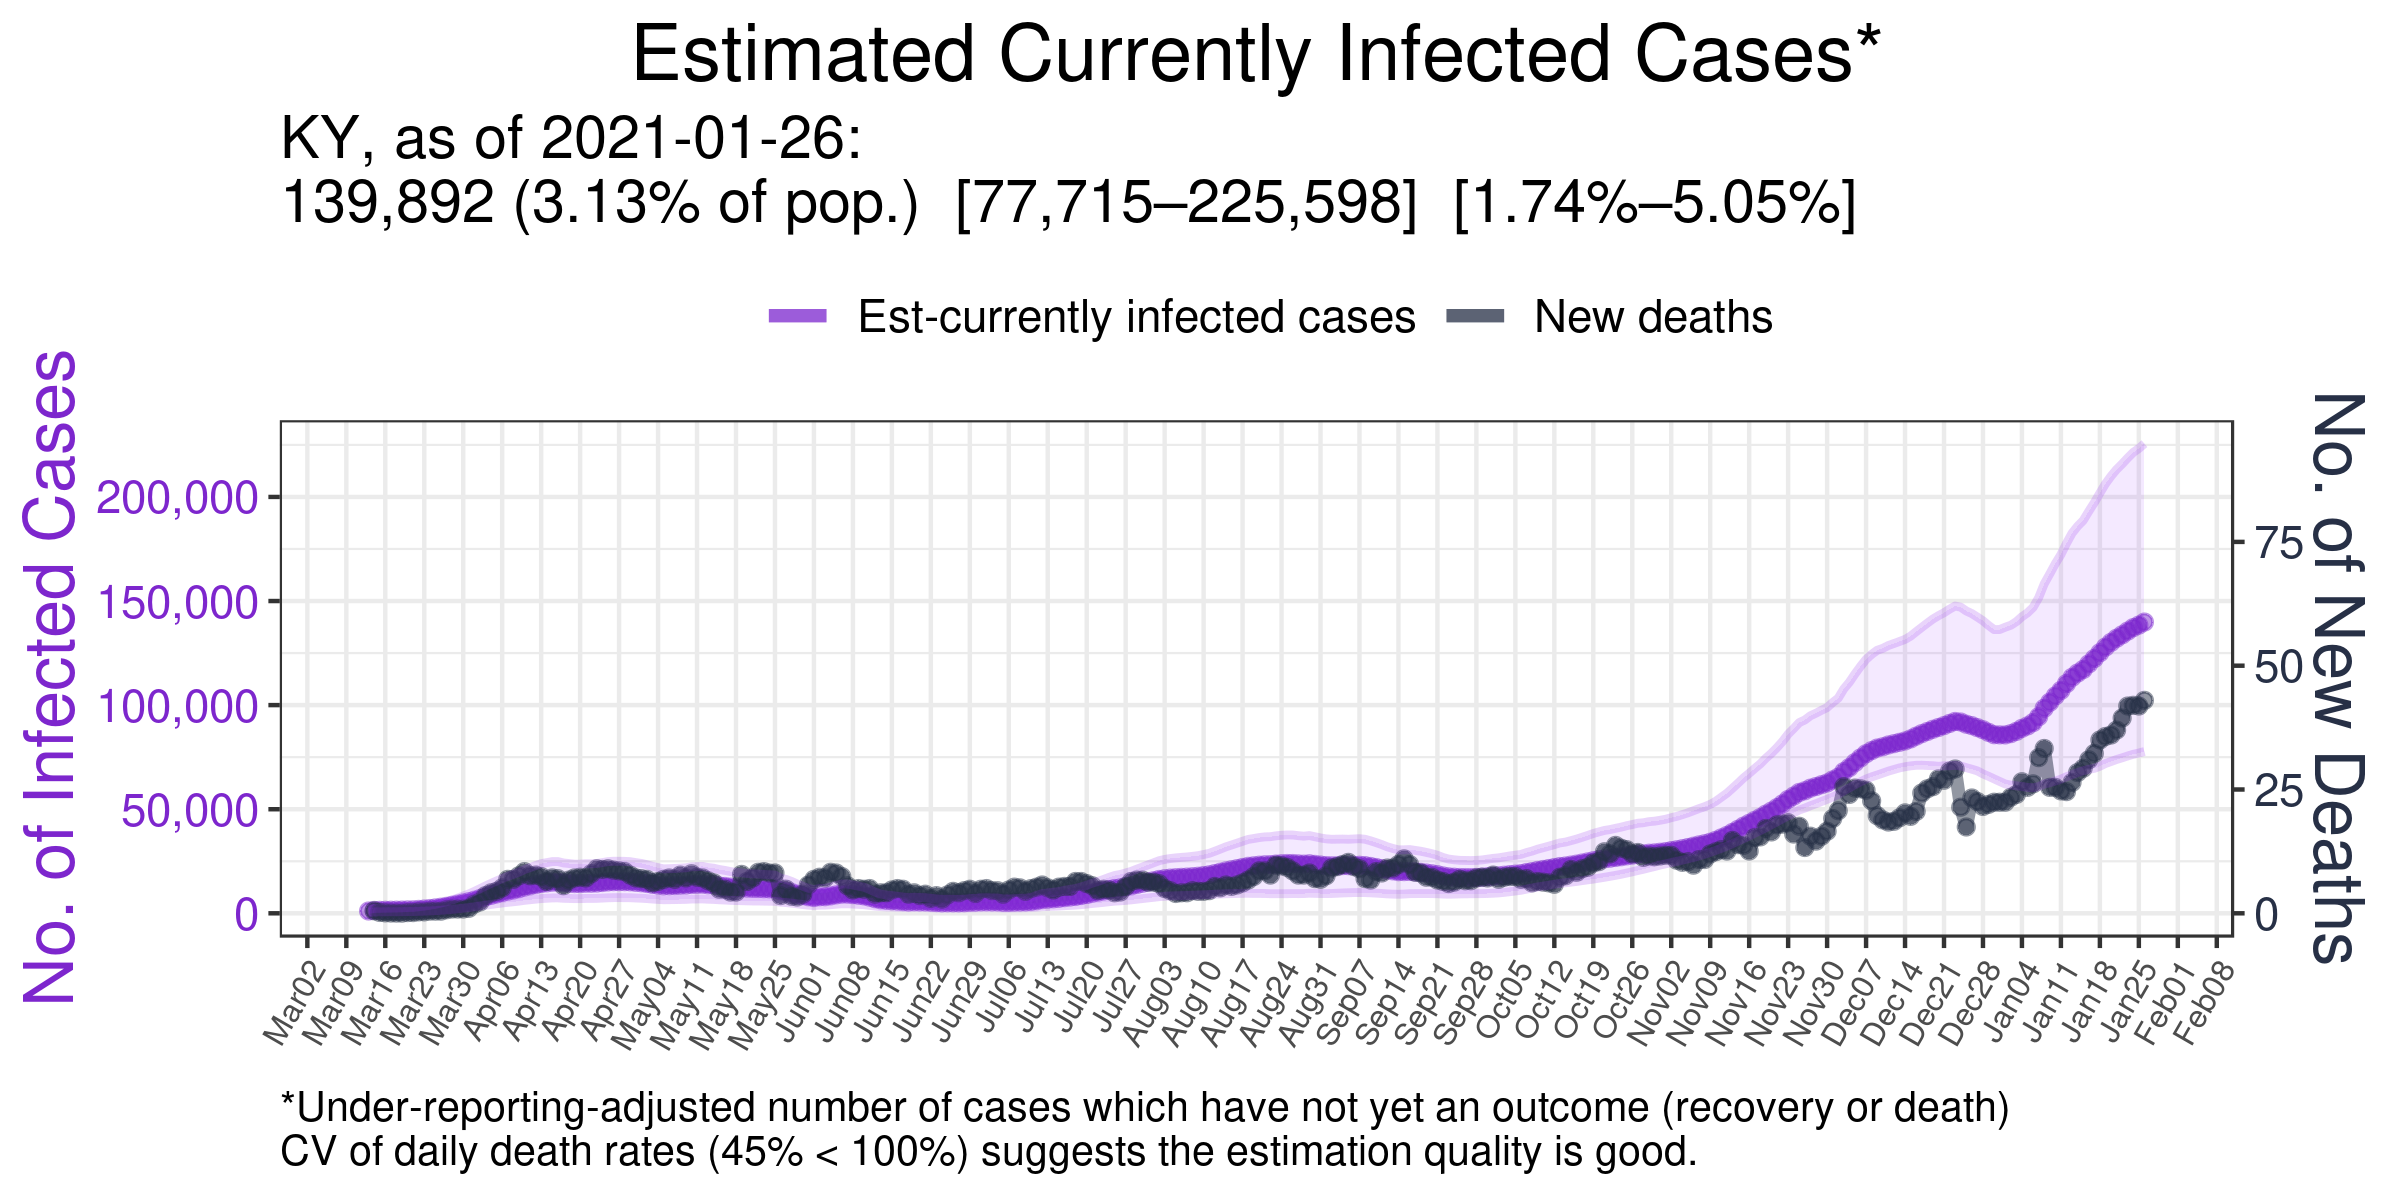 Estimated Currently Infected Cases*
KY, as of 2021-01-26:
139,892 (3.13% of pop.) [77,715–225,598] [1.74%–5.05%]
Est-currently infected cases
New deaths
No. of Infected Cases
200,000
150,000
100,000
50,000
0
75
50
25
0
No. of New Deaths
Mar02
Mar09
Mar16
Mar23
Mar30
Apr06
Apr13
Apr20
Apr27
May04
May11
May18
May25
Jun01
Jun08
Jun15
Jun22
Jun29
Jul06
Jul13
Jul20
Jul27
Aug03
Aug10
Aug17
Aug24
Aug31
Sep07
Sep14
Sep21
Sep28
Oct05
Oct12
Oct19
Oct26
Nov02
Nov09
Nov16
Nov23
Nov30
Dec07
Dec14
Dec21
Dec28
Jan04
Jan11
Jan18
Jan25
Feb01
Feb08
*Under-reporting-adjusted number of cases which have not yet an outcome (recovery or death)
CV of daily death rates (45% < 100%) suggests the estimation quality is good.